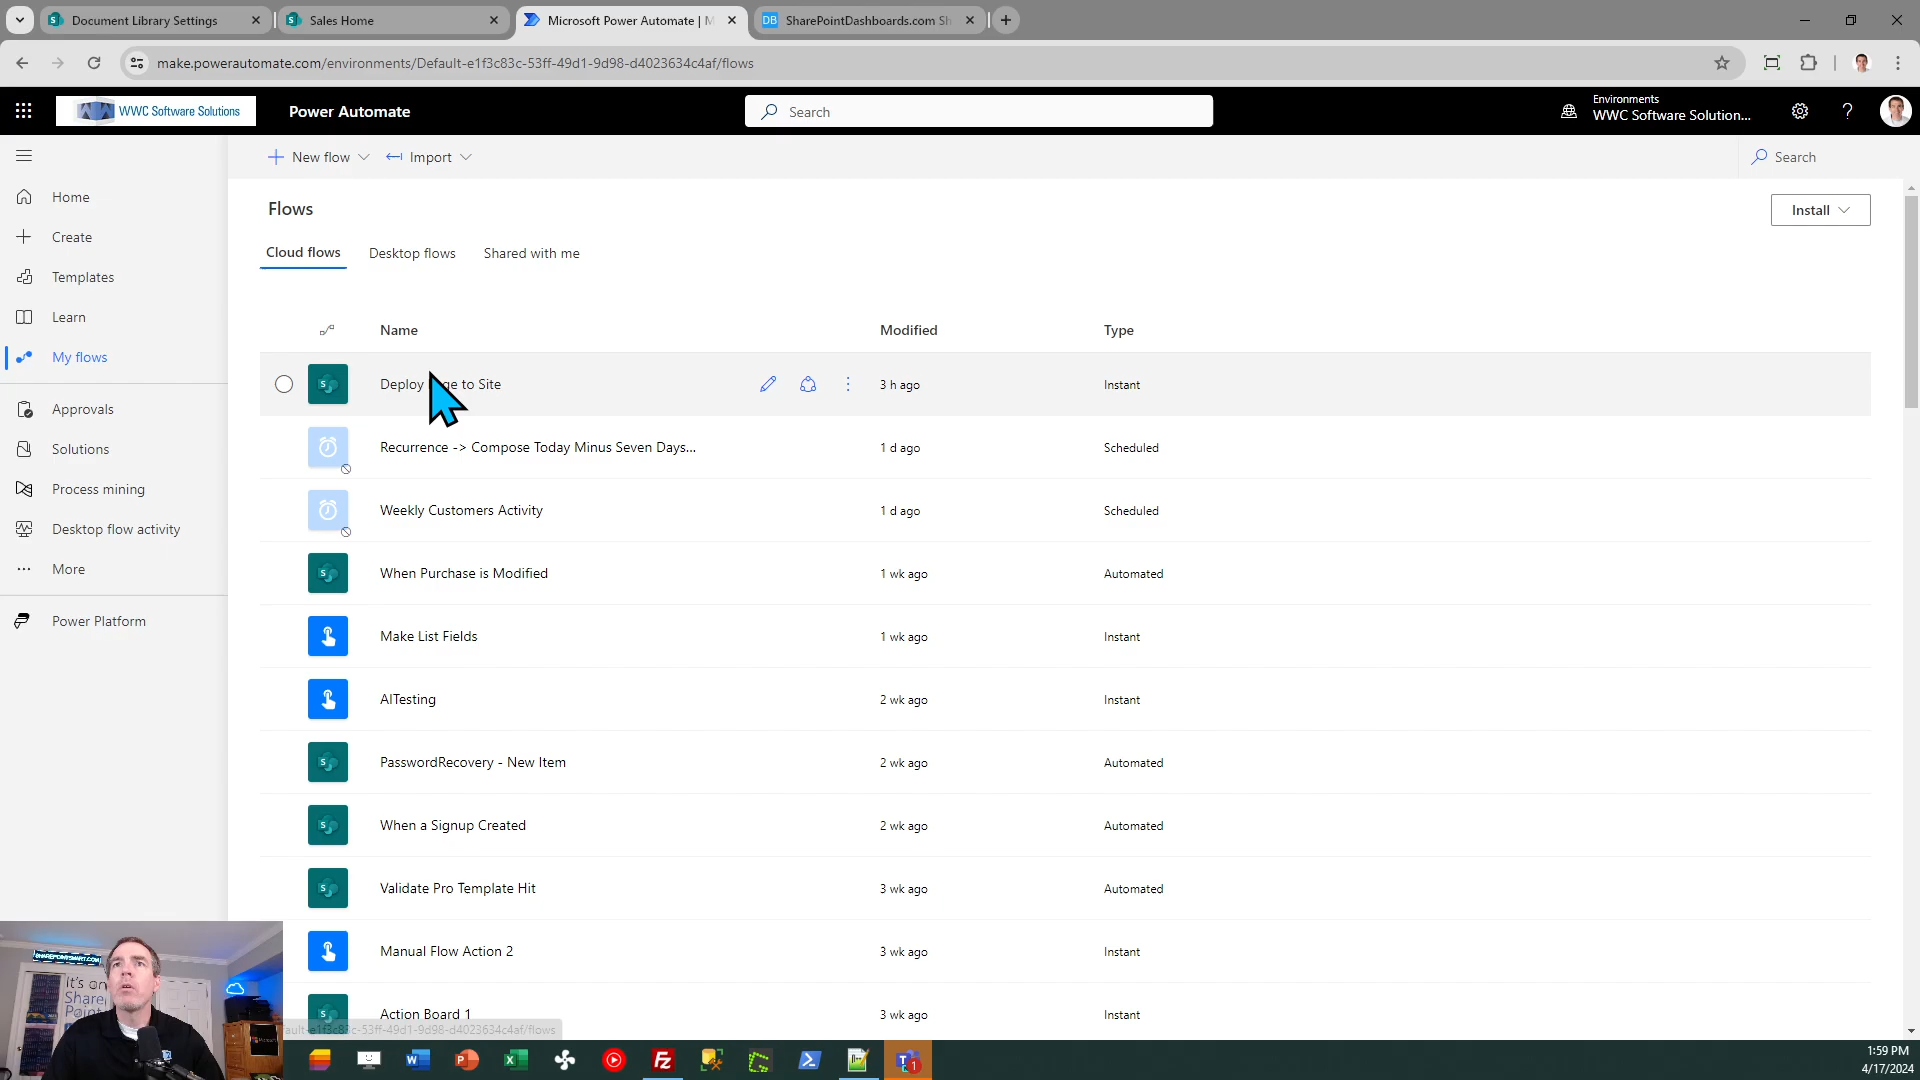 Document Library Settings
Sales Home
Microsoft Power Automate | M
DB SharePointDashboards.com Sh
make.powerautomate.com/environments/Default-e1f3c83c-53ff-49d1-9d98-d4023634c4af/flows
WWC Software Solutions
Power Automate
Search
Environments
WWC Software Solution...
New flow
Import
Search
Home
Create
Templates
Learn
My flows
Approvals
Solutions
Process mining
Desktop flow activity
More
Power Platform
Flows
Install
Cloud flows
Desktop flows
Shared with me
Name
Modified
Type
Deploy ge to Site
3 h ago
Instant
Recurrence -> Compose Today Minus Seven Days...
1 d ago
Scheduled
Weekly Customers Activity
1 d ago
Scheduled
When Purchase is Modified
1 wk ago
Automated
Make List Fields
1 wk ago
Instant
AITesting
2 wk ago
Instant
PasswordRecovery - New Item
2 wk ago
Automated
When a Signup Created
2 wk ago
Automated
Validate Pro Template Hit
3 wk ago
Automated
Manual Flow Action 2
3 wk ago
Instant
Action Board 1
3 wk ago
Instant
ault-e1f3c83c-53ff-49d1-9d98-d4023634c4af/flows
SHAREPOINTSMART.COM
It's on
Share
Point
1:59 PM
4/17/2024